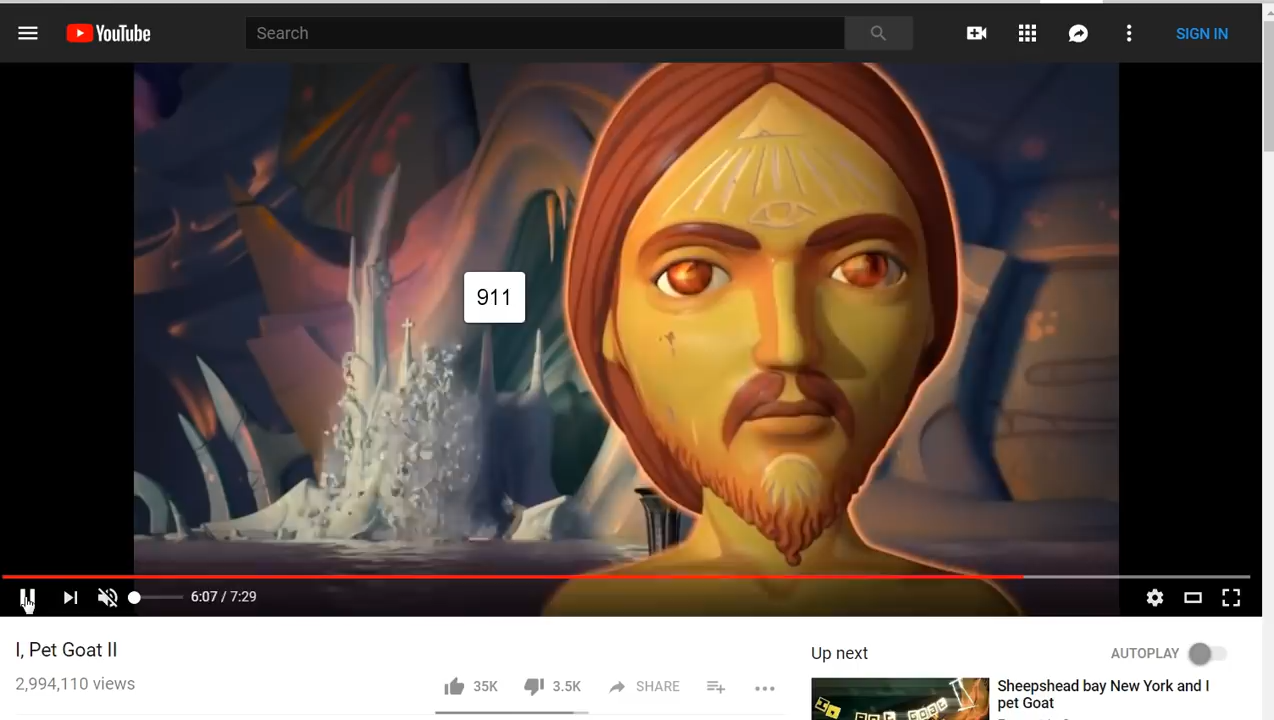 YouTube
Search
SIGN IN
911
6:07 / 7:29
I, Pet Goat II
2,994,110 views
35K
3.5K
SHARE
Up next
AUTOPLAY
Sheepshead bay New York and I
pet Goat